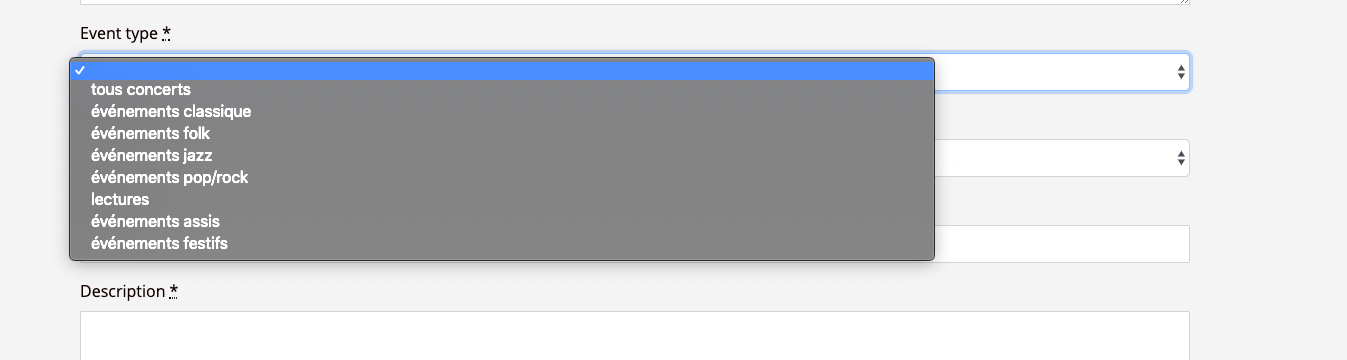 Event type *
tous concerts
événements classique
événements folk
événements jazz
événements pop/rock
lectures
événements assis
événements festifs
Description *